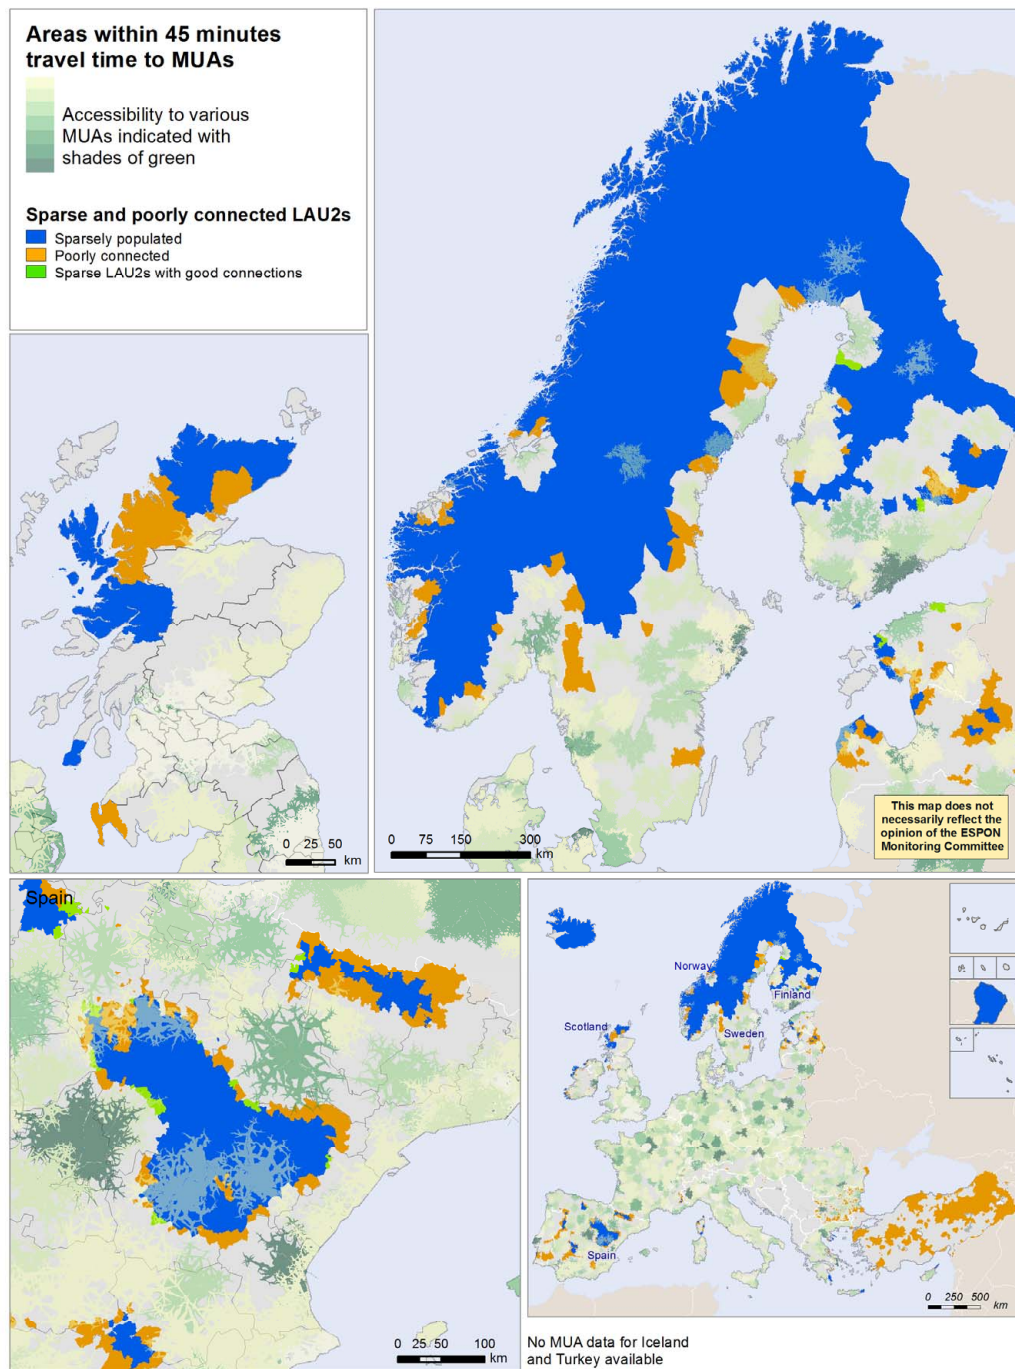 Areas within 45 minutes
travel time to MUAs
Accessibility to various
MUAs indicated with
shades of green
Sparse and poorly connected LAU2s
Sparsely populated
Poorly connected
Sparse LAU2s with good connections
0 25 50
km
0 75 150 300
km
This map does not
necessarily reflect the
opinion of the ESPON
Monitoring Committee
Spain
0 25 50 100
km
Norway
Finland
Scotland
Sweden
Spain
0 250 500
km
No MUA data for Iceland
and Turkey available